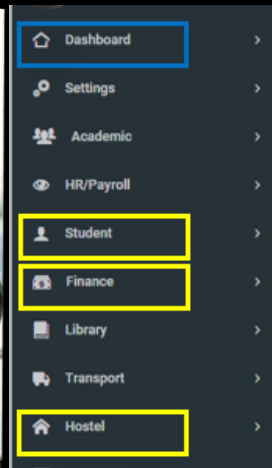 Dashboard
Settings
Academic
HR/Payroll
Student
Finance
Library
Transport
Hostel